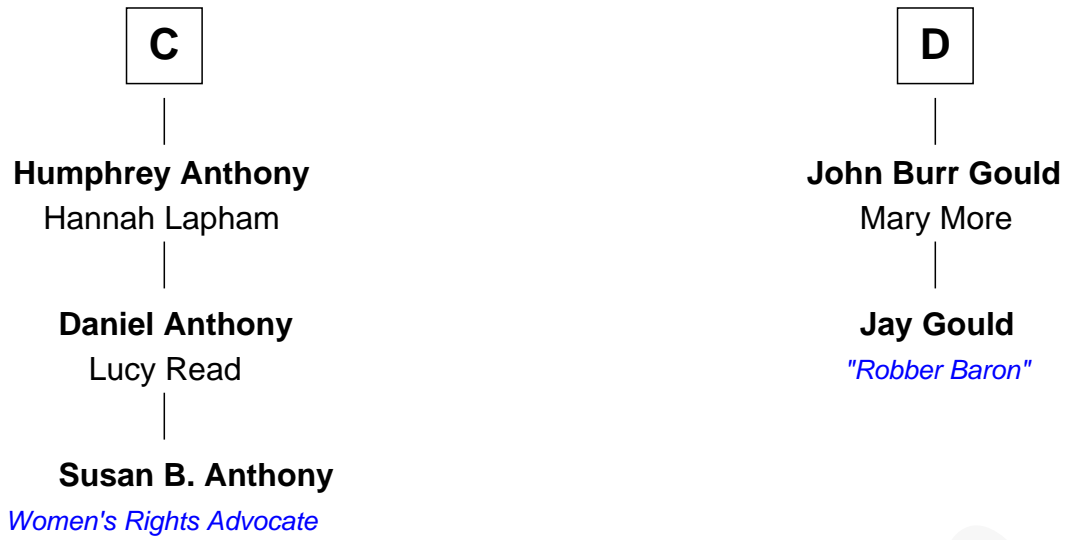 C
Humphrey Anthony
Hannah Lapham
Daniel Anthony
Lucy Read
Susan B. Anthony
Women's Rights Advocate
D
John Burr Gould
Mary More
Jay Gould
"Robber Baron"